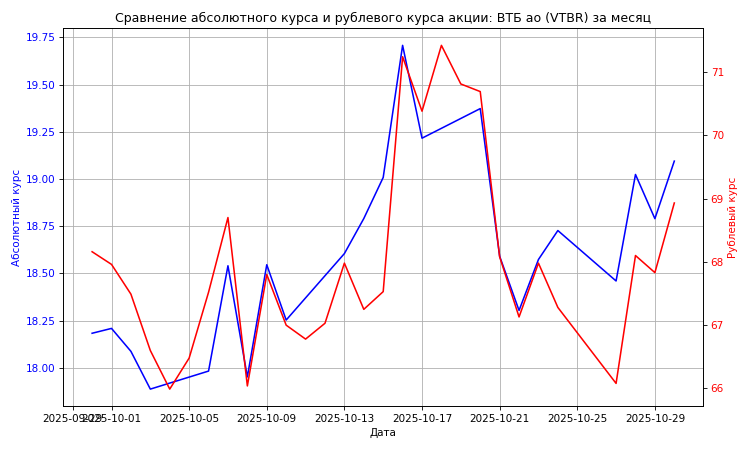 Сравнение абсолютного курса и рублевого курса акции: ВТБ ао (VTBR) за месяц
19.75
19.50
19.25
19.00
18.75
18.50
18.25
18.00
Абсолютный курс
71
70
69
68
67
66
Рублевый курс
2025-09-29 2025-10-01 2025-10-05 2025-10-09 2025-10-13 2025-10-17 2025-10-21 2025-10-25 2025-10-29
Дата